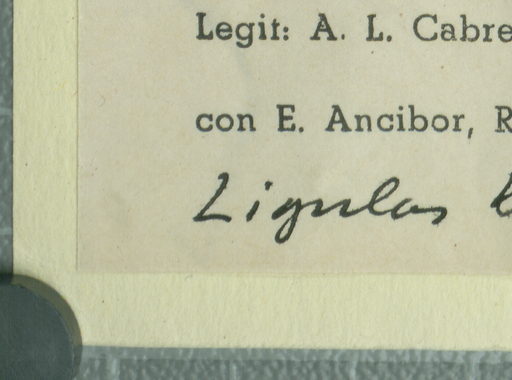 Legit: A. L. Cabre
con E. Ancibor, R
Ligulas